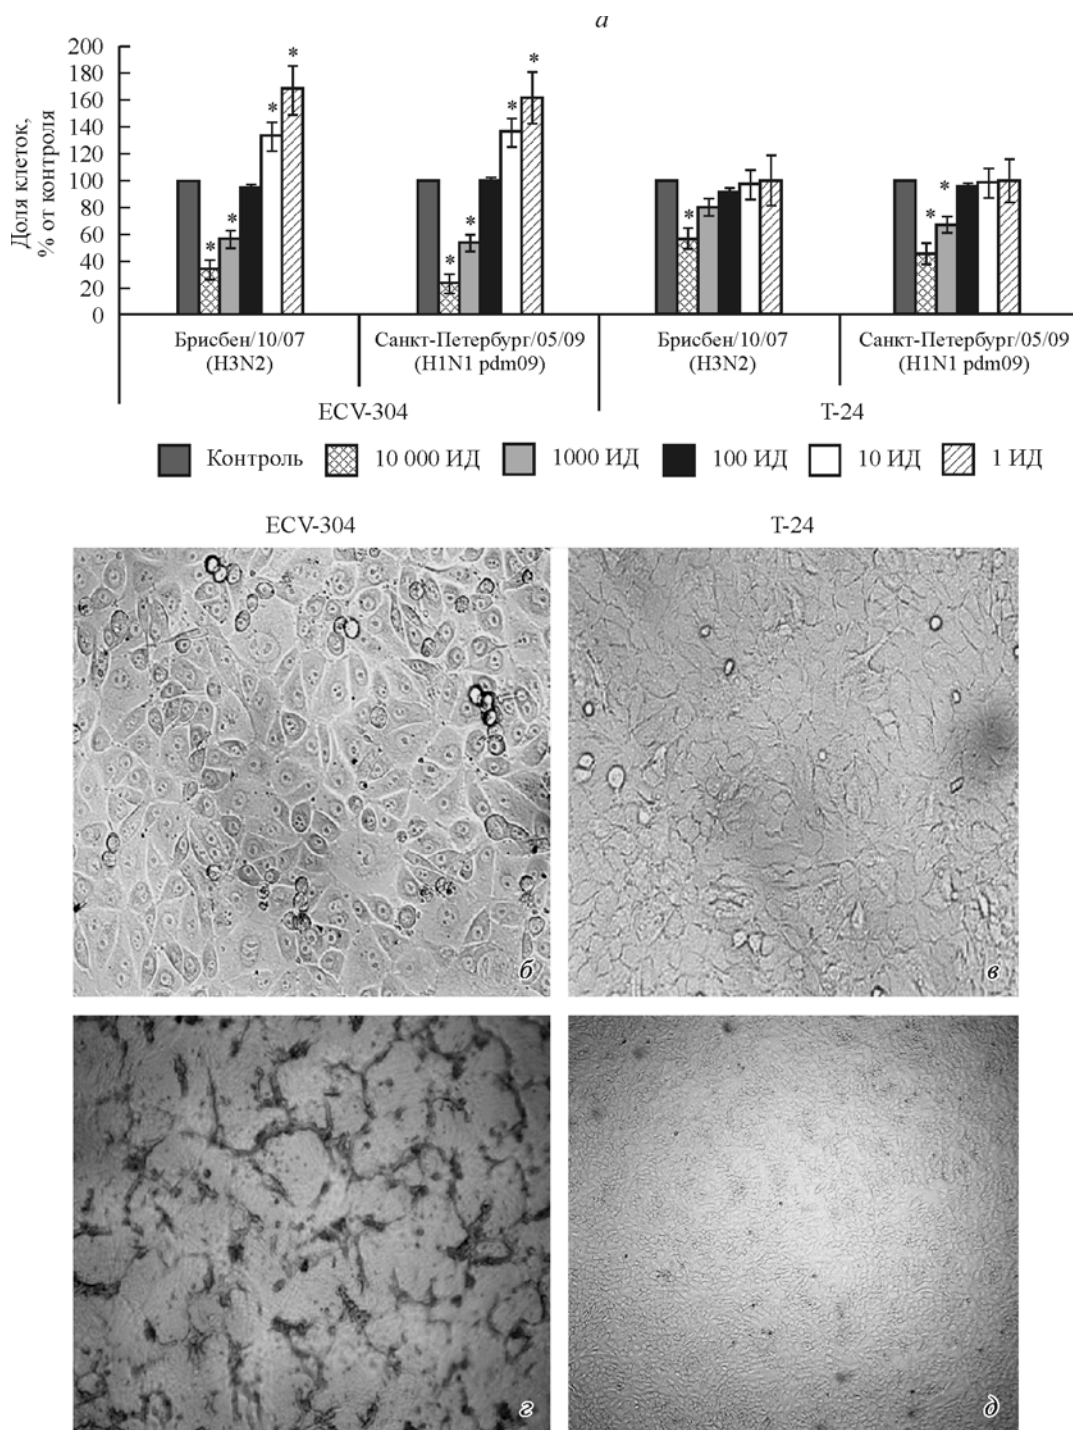 а
Доля клеток,
% от контроля
200
180
160
140
120
100
80
60
40
20
0
* * * * * * * * * * *
Брисбен/10/07
(H3N2)
Санкт-Петербург/05/09
(H1N1 pdm09)
Брисбен/10/07
(H3N2)
Санкт-Петербург/05/09
(H1N1 pdm09)
ECV-304
T-24
Контроль
10 000 ИД
1000 ИД
100 ИД
10 ИД
1 ИД
ECV-304
T-24
б
в
г
д